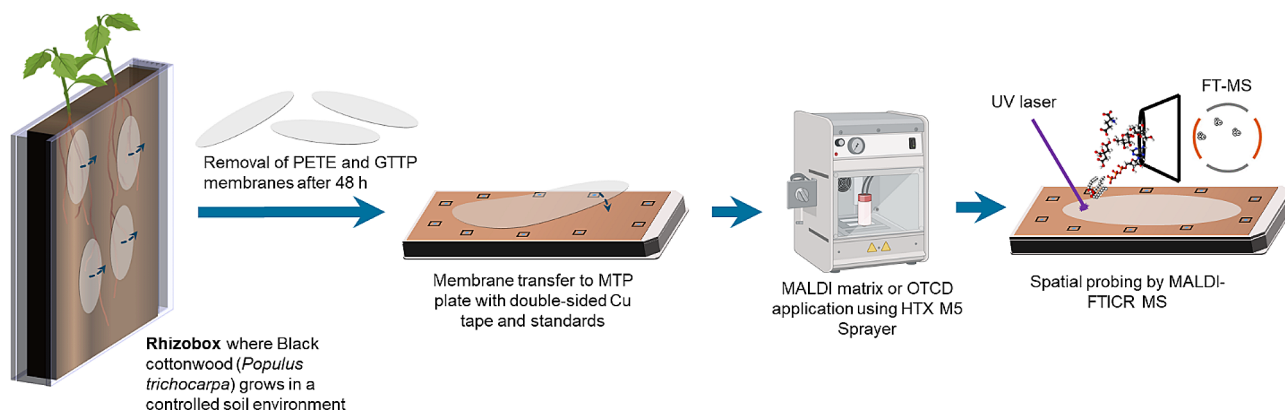 Rhizobox where Black
cottonwood (Populus
trichocarpa) grows in a
controlled soil environment
Removal of PETE and GTTP
membranes after 48 h
Membrane transfer to MTP
plate with double-sided Cu
tape and standards
MALDI matrix or OTCD
application using HTX M5
Sprayer
UV laser
FT-MS
Spatial probing by MALDI-
FTICR MS